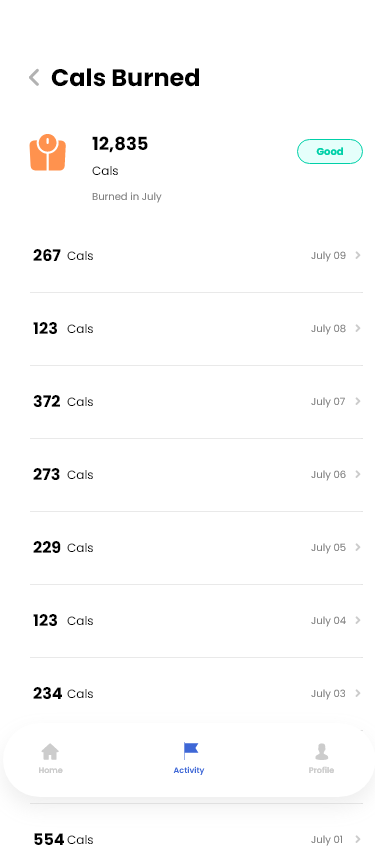 Cals Burned
12,835
Cals
Good
Burned in July
267 Cals July 09
123 Cals July 08
372 Cals July 07
273 Cals July 06
229 Cals July 05
123 Cals July 04
234 Cals July 03
Home Activity Profile
554 Cals July 01